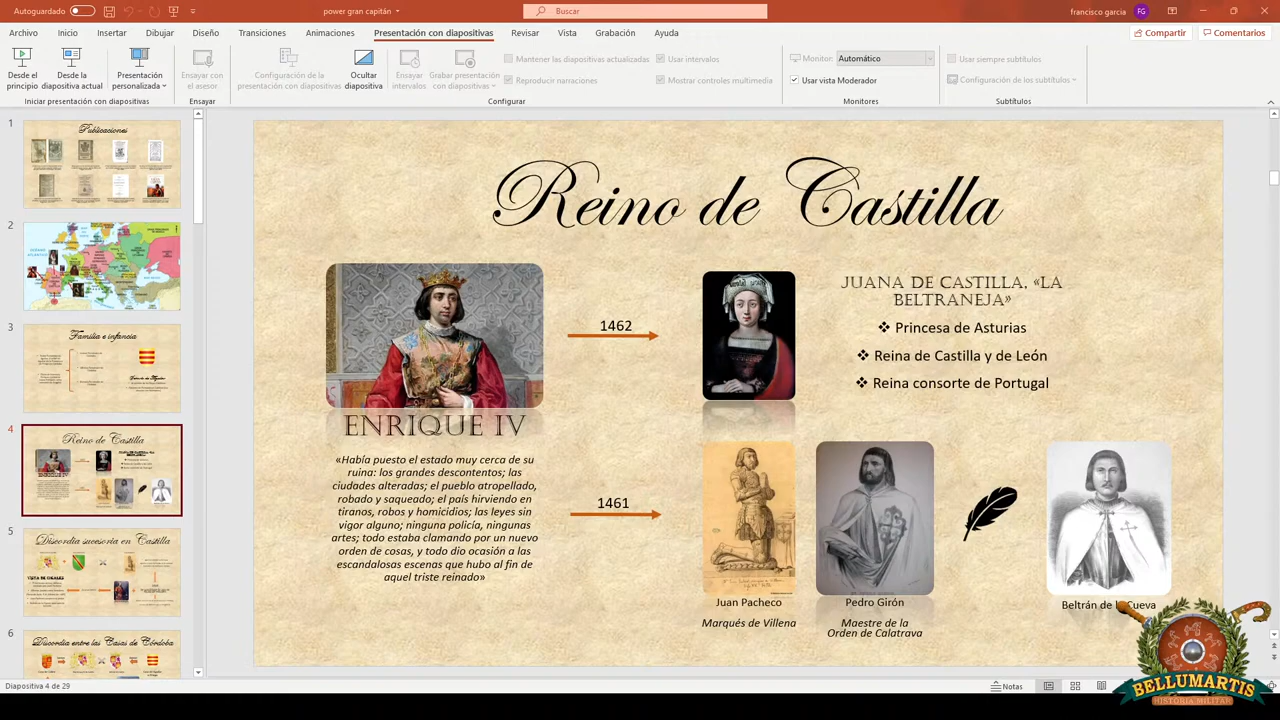 Autoguardado
power gran capitán
Buscar
francisco garcia
FG
Archivo
Inicio
Insertar
Dibujar
Diseño
Transiciones
Animaciones
Presentación con diapositivas
Revisar
Vista
Grabación
Ayuda
Compartir
Comentarios
Desde el
principio
Desde la
diapositiva actual
Presentación
personalizada
Ensayar con
el asesor
Configuración de la
presentación con diapositivas
Ocultar
diapositiva
Ensayar
intervalos
Grabar presentación
con diapositivas
Mantener las diapositivas actualizadas
Reproducir narraciones
Usar intervalos
Mostrar controles multimedia
Monitor:
Automático
Usar vista Moderador
Usar siempre subtítulos
Configuración de los subtítulos
Iniciar presentación con diapositivas
Ensayar
Configurar
Monitores
Subtítulos
1
Publicaciones
2
3
Familia e infancia
4
Reino de Castilla
ENRIQUE IV
5
Discordia sucesoria en Castilla
6
Discordia entre las Casas de Córdoba
Reino de Castilla
ENRIQUE IV
«Había puesto el estado muy cerca de su
ruina: los grandes descontentos; las
ciudades alteradas; el pueblo atropellado,
robado y saqueado; el país hirviendo en
tiranos, robos y homicidios; las leyes sin
vigor alguno; ninguna policía, ningunas
artes; todo estaba clamando por un nuevo
orden de cosas, y todo dio ocasión a las
escandalosas escenas que hubo al fin de
aquel triste reinado»
1462
JUANA DE CASTILLA, «LA
BELTRANEJA»
❖ Princesa de Asturias
❖ Reina de Castilla y de León
❖ Reina consorte de Portugal
1461
Juan Pacheco
Marqués de Villena
Pedro Girón
Maestre de la
Orden de Calatrava
Beltrán de la Cueva
Diapositiva 4 de 29
Notas
BELLUMARTIS
HISTORIA MILITAR